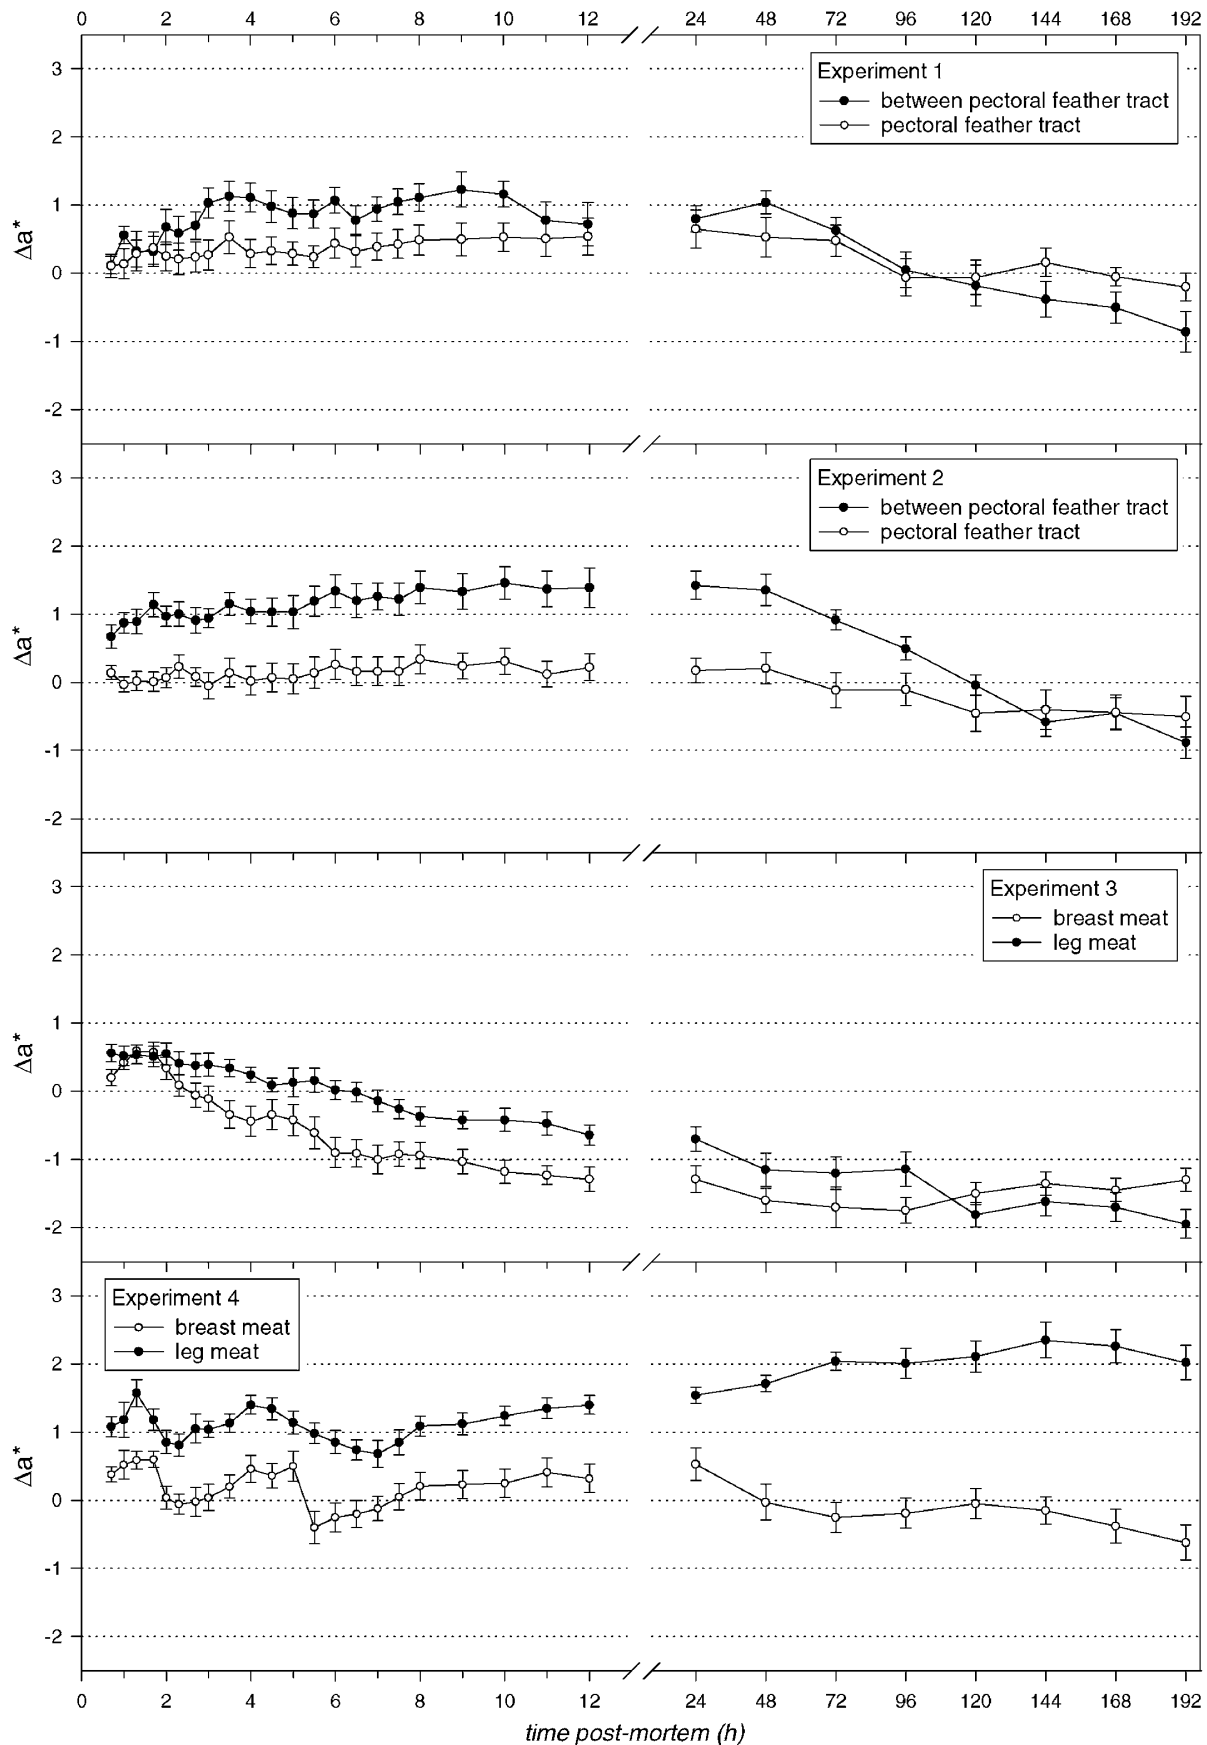 0 2 4 6 8 10 12 24 48 72 96 120 144 168 192
3
2
1
0
-1
-2
Δa*
Experiment 1
between pectoral feather tract
pectoral feather tract
3
2
1
0
-1
-2
Δa*
Experiment 2
between pectoral feather tract
pectoral feather tract
3
2
1
0
-1
-2
Δa*
Experiment 3
breast meat
leg meat
3
2
1
0
-1
-2
Δa*
Experiment 4
breast meat
leg meat
0 2 4 6 8 10 12 24 48 72 96 120 144 168 192
time post-mortem (h)